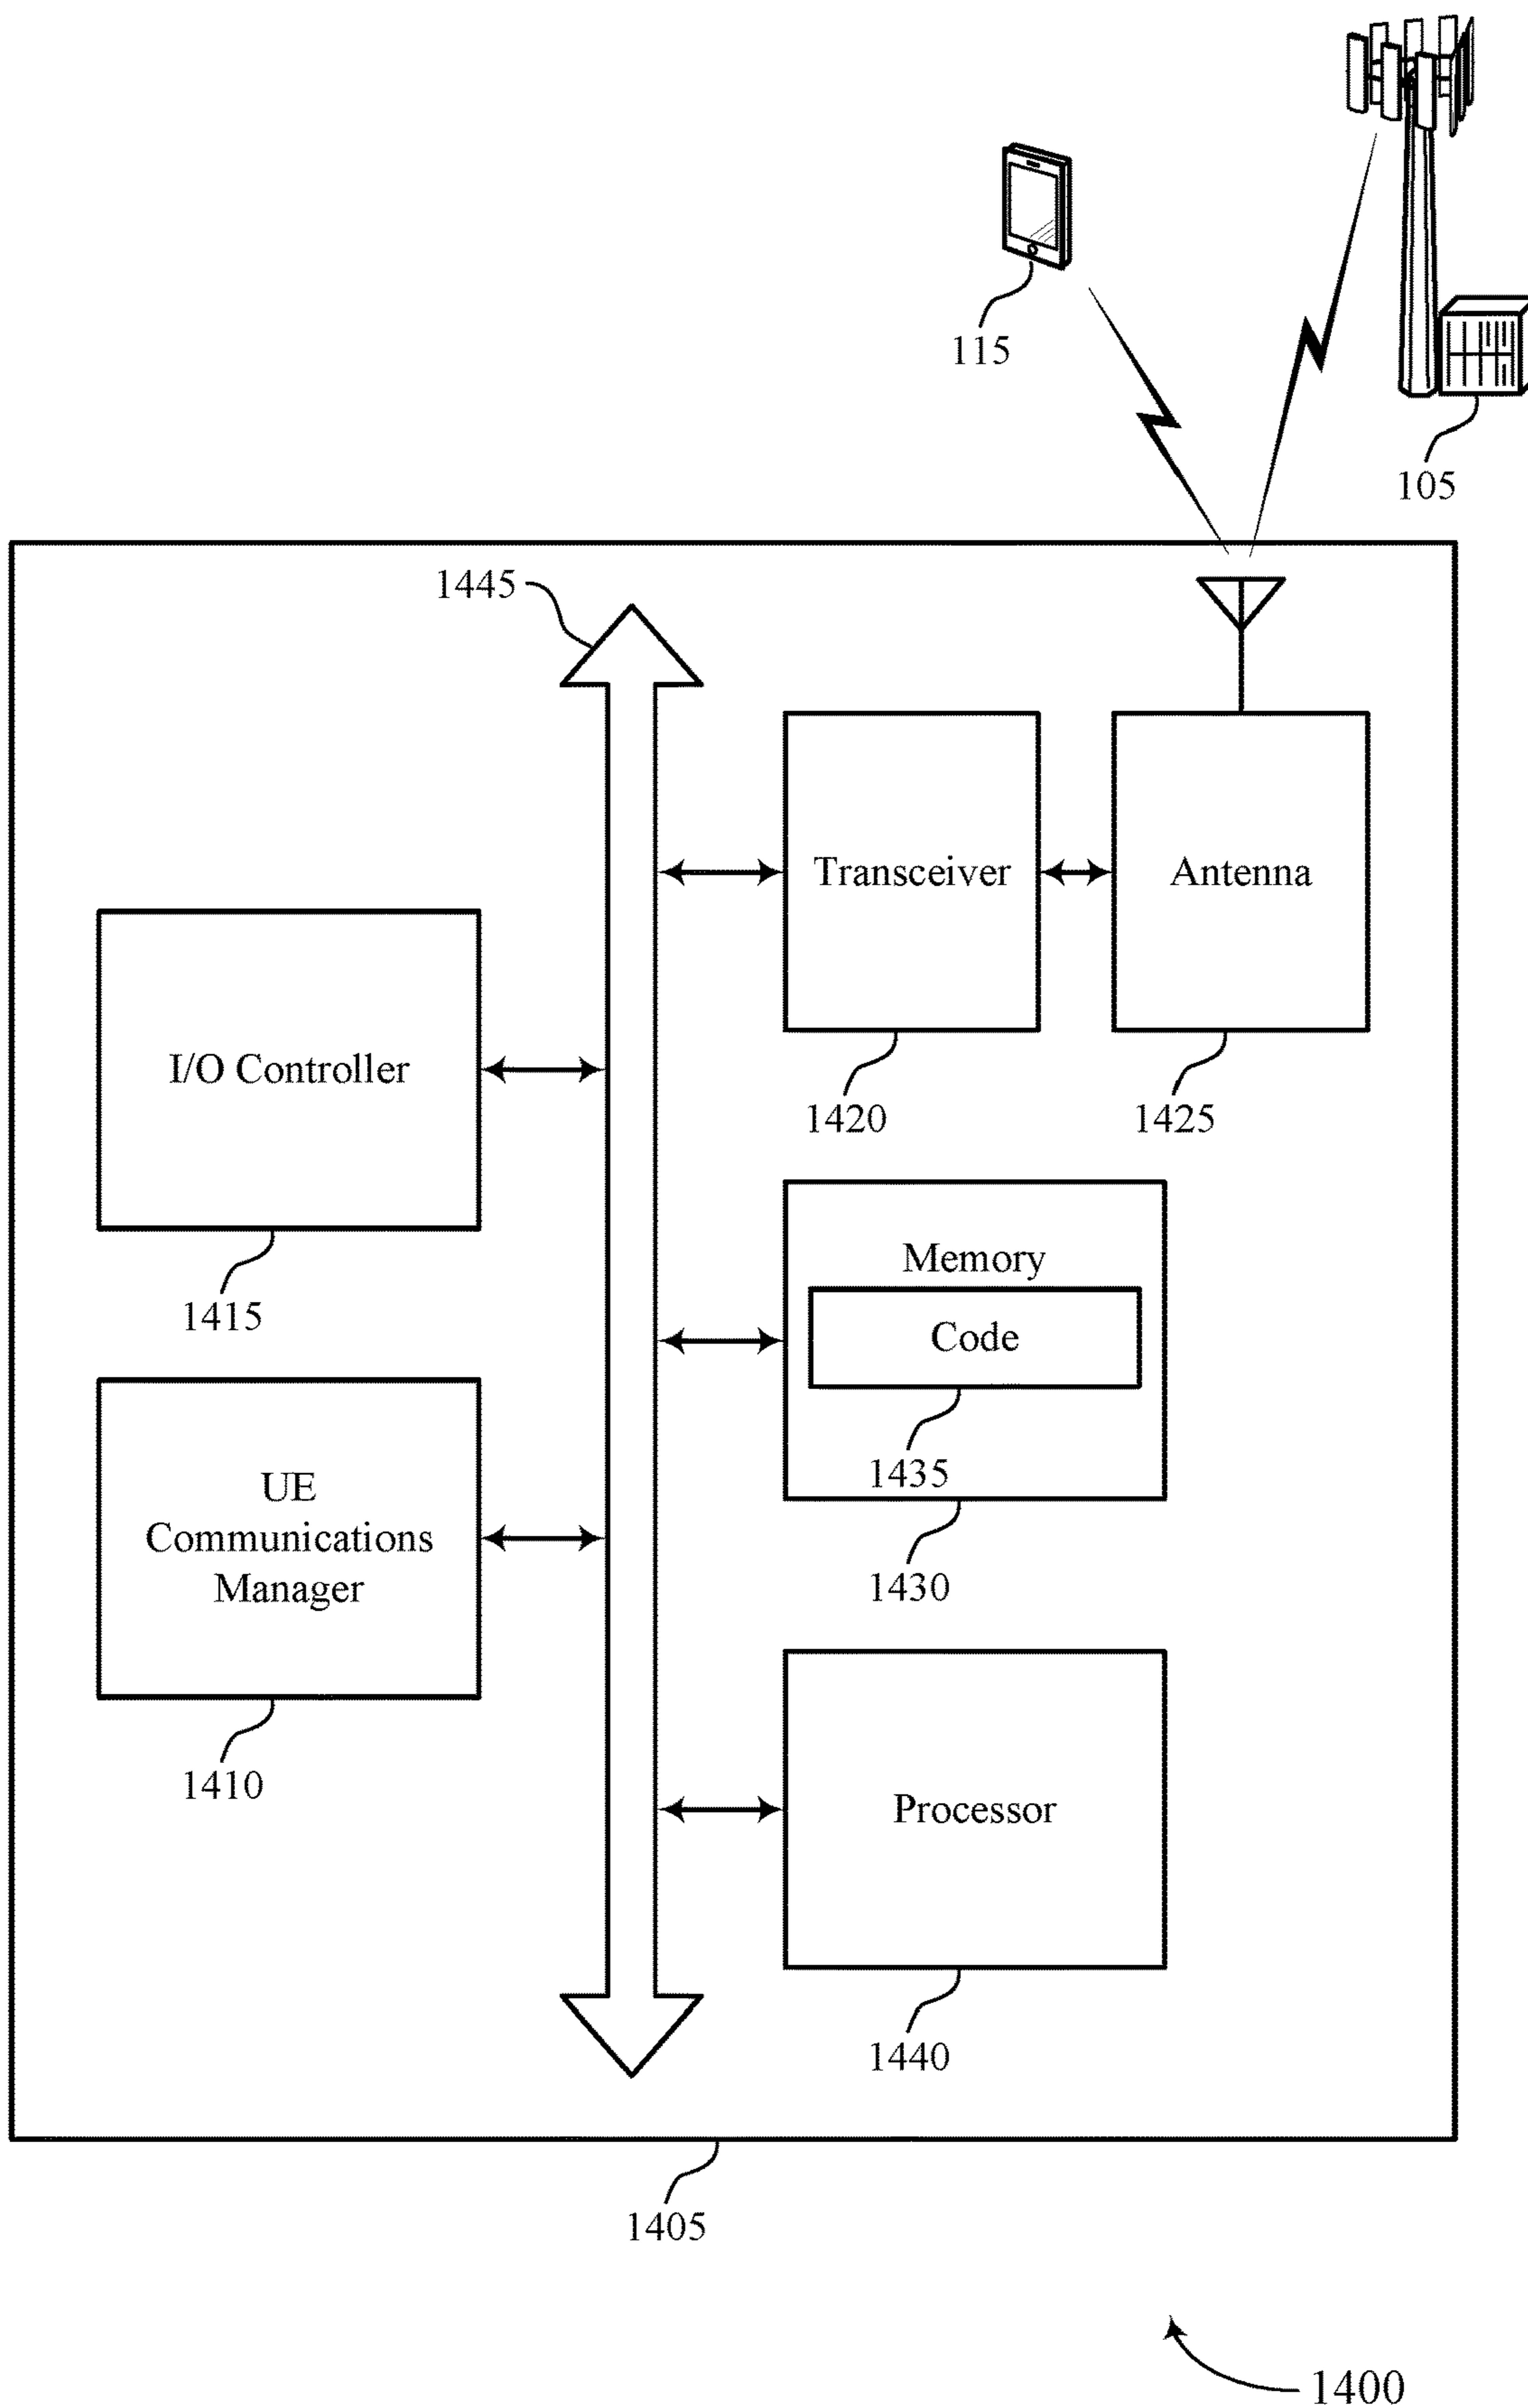 115
105
1445
Transceiver
Antenna
I/O Controller
1420
1425
Memory
1415
Code
1435
UE
Communications
Manager
1430
1410
Processor
1440
1405
1400